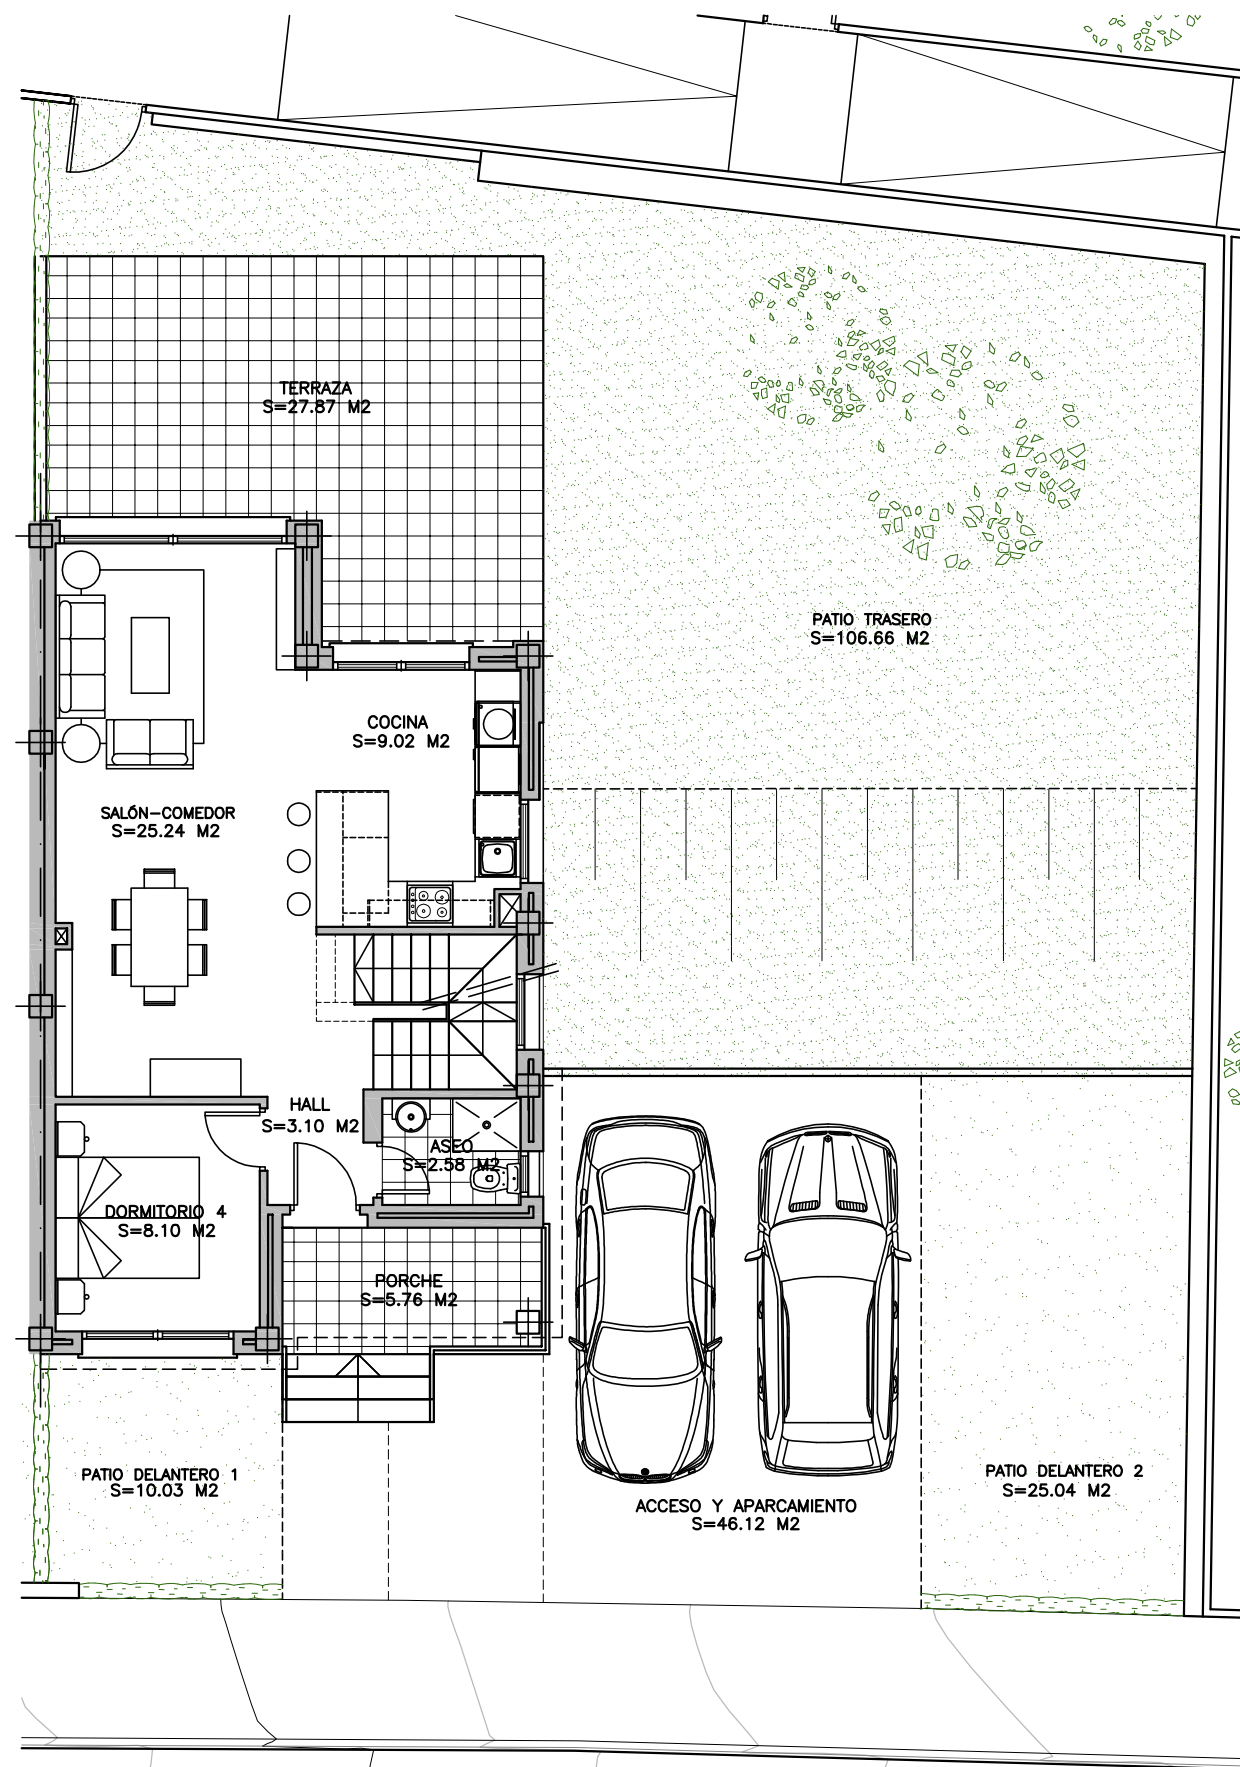 TERRAZA
S=27.87 M2
PATIO TRASERO
S=106.66 M2
COCINA
S=9.02 M2
SALÓN-COMEDOR
S=25.24 M2
HALL
S=3.10 M2
ASEO
S=2.58 M2
DORMITORIO 4
S=8.10 M2
PORCHE
S=5.76 M2
PATIO DELANTERO 1
S=10.03 M2
PATIO DELANTERO 2
S=25.04 M2
ACCESO Y APARCAMIENTO
S=46.12 M2